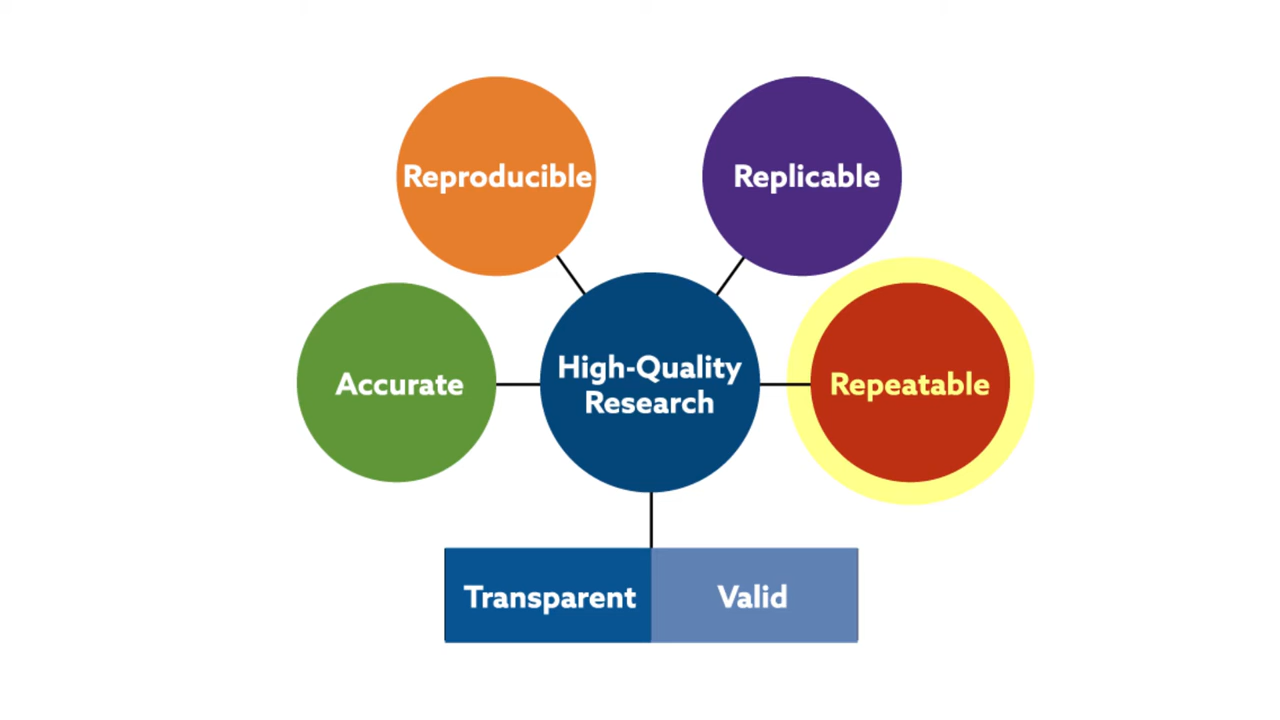 Reproducible
Replicable
Accurate
High-Quality
Research
Repeatable
Transparent
Valid